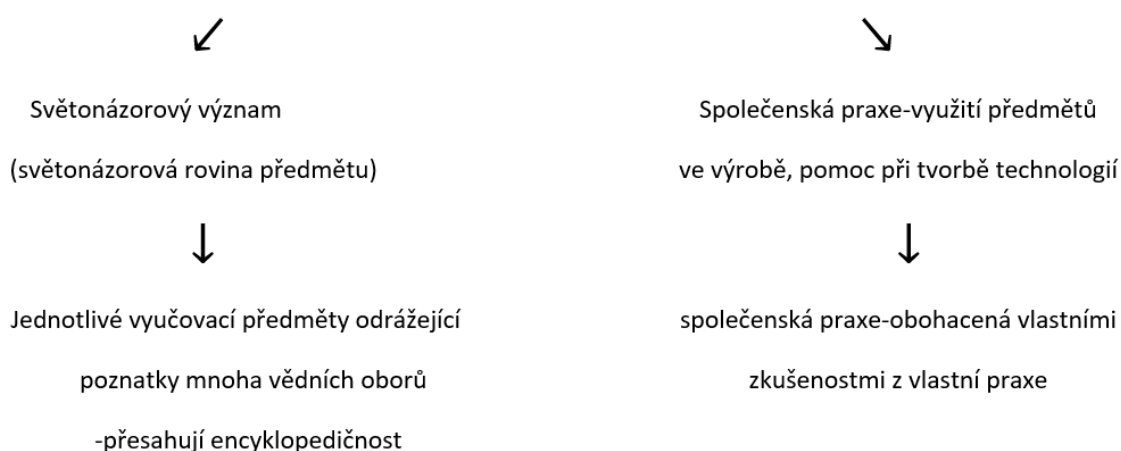 Světonázorový význam
(světonázorová rovina předmětu)
Jednotlivé vyučovací předměty odrážející
poznatky mnoha vědních oborů
-přesahují encyklopedičnost
Společenská praxe-využití předmětů
ve výrobě, pomoc při tvorbě technologií
společenská praxe-obohacená vlastními
zkušenostmi z vlastní praxe